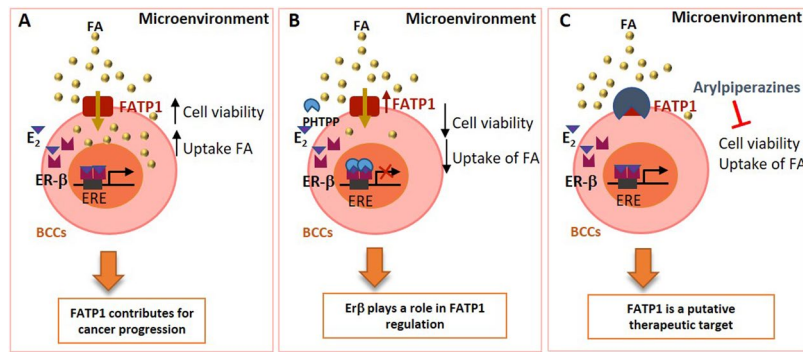 A
Microenvironment
FA
FATP1
Cell viability
Uptake FA
E2
ER-β
ERE
BCCs
FATP1 contributes for
cancer progression
B
Microenvironment
FA
PHTPP
FATP1
Cell viability
Uptake of FA
E2
ER-β
ERE
BCCs
Erβ plays a role in FATP1
regulation
C
Microenvironment
FA
Arylpiperazines
FATP1
Cell viability
Uptake of FA
E2
ER-β
ERE
BCCs
FATP1 is a putative
therapeutic target